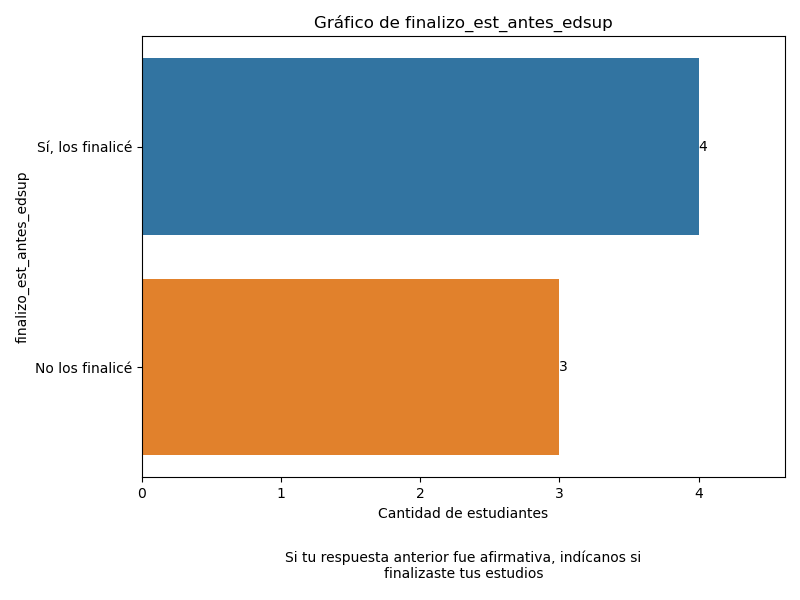 Gráfico de finalizo_est_antes_edsup
finalizo_est_antes_edsup
Sí, los finalicé
4
No los finalicé
3
0 1 2 3 4
Cantidad de estudiantes
Si tu respuesta anterior fue afirmativa, indícanos si
finalizaste tus estudios